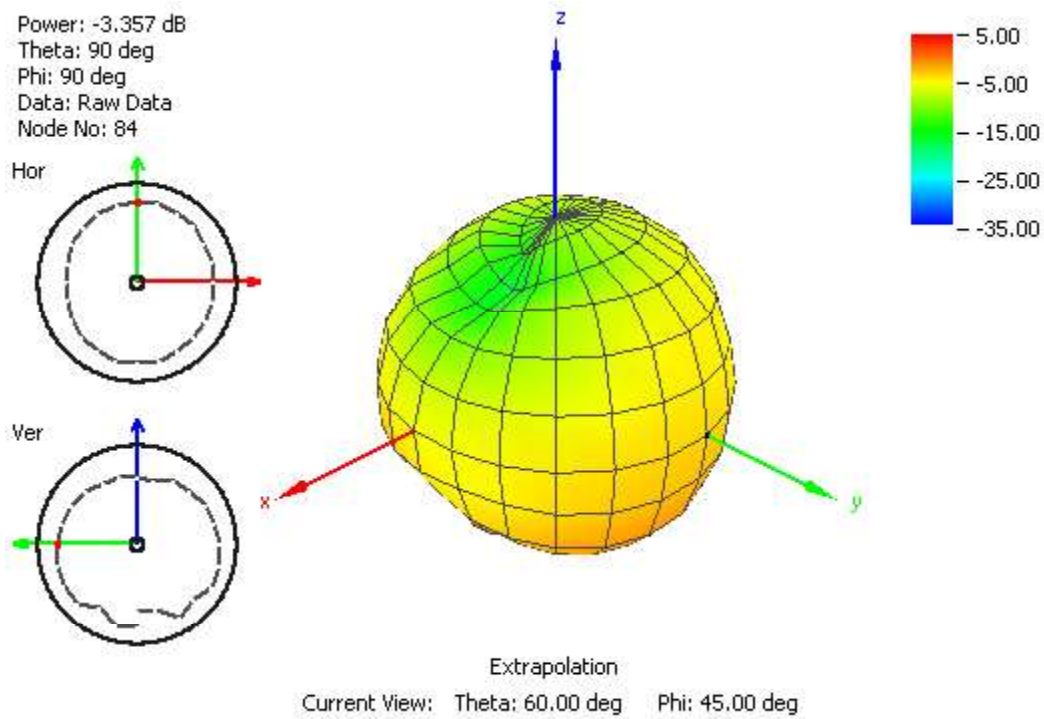 Power: -3.357 dB
Theta: 90 deg
Phi: 90 deg
Data: Raw Data
Node No: 84
Hor
Ver
z
x
y
5.00
-5.00
-15.00
-25.00
-35.00
Extrapolation
Current View: Theta: 60.00 deg Phi: 45.00 deg